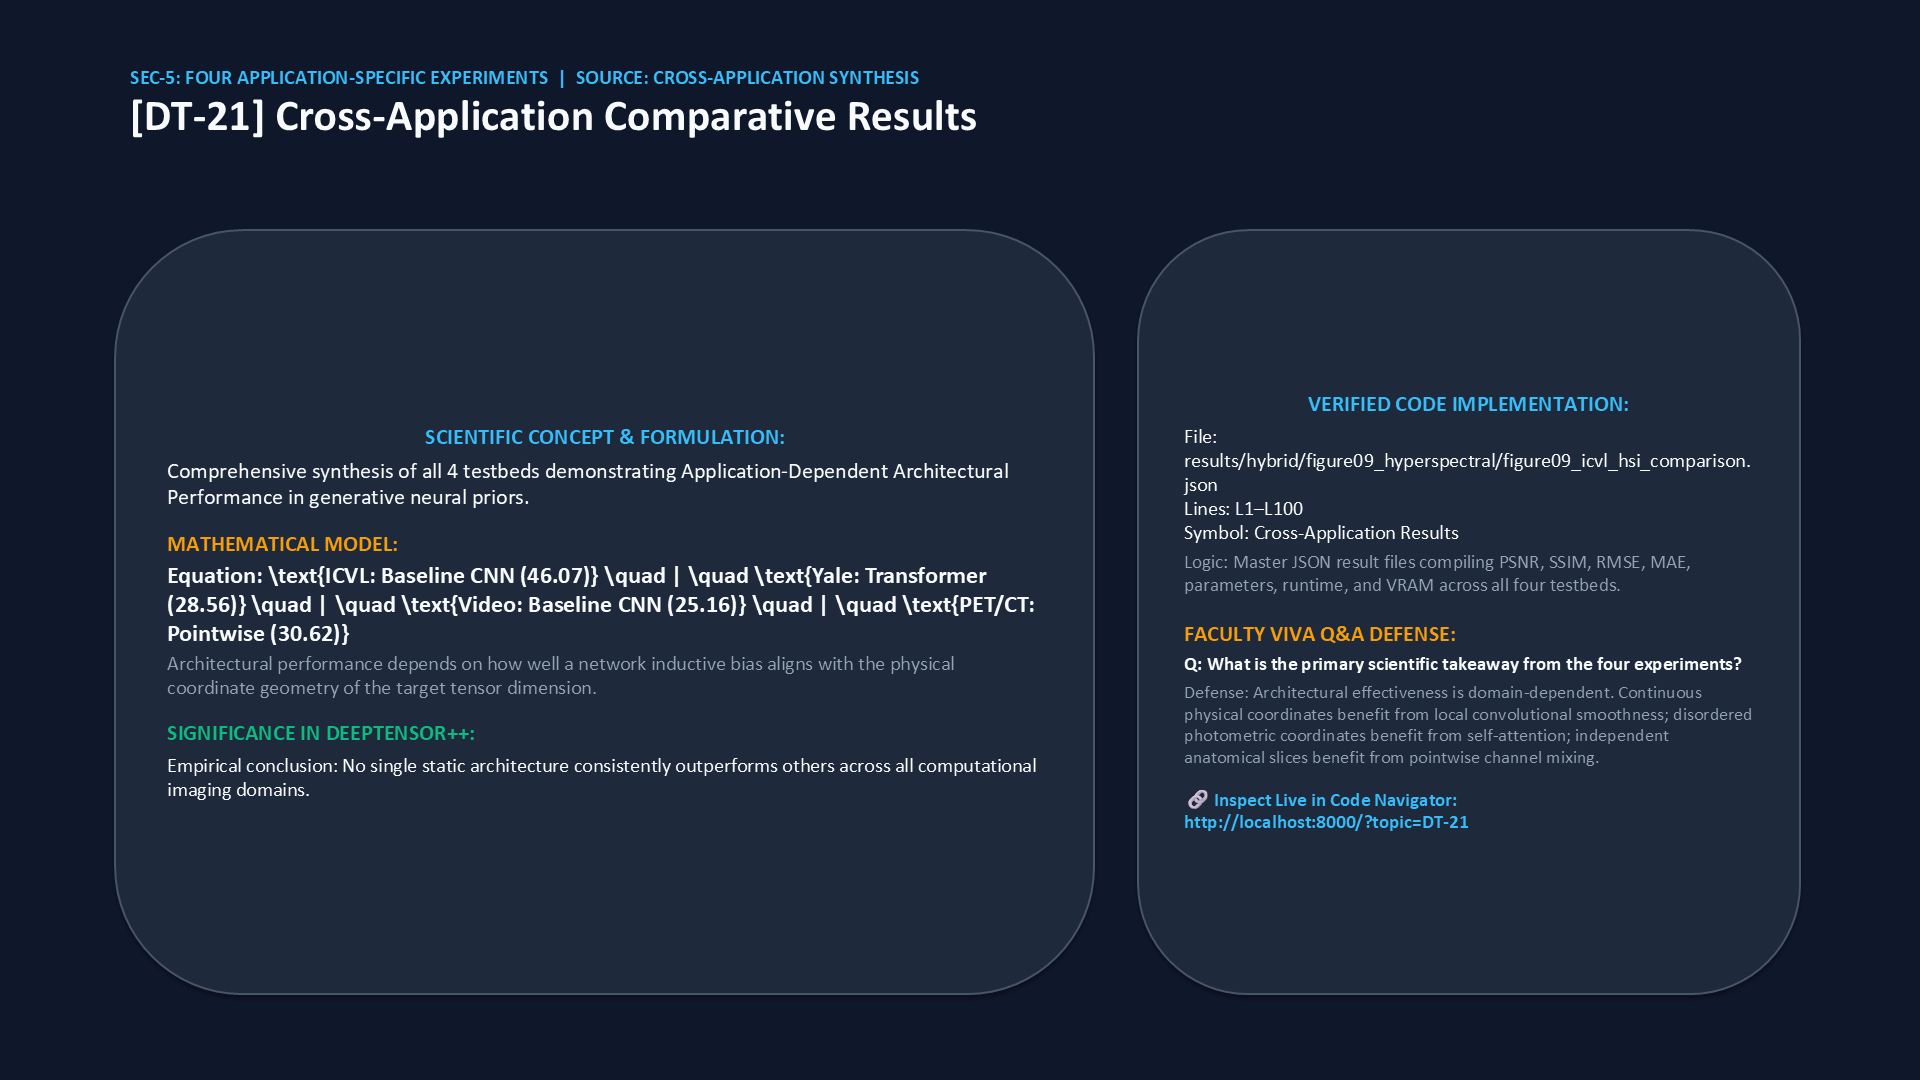 SEC-5: FOUR APPLICATION-SPECIFIC EXPERIMENTS | SOURCE: CROSS-APPLICATION SYNTHESIS
[DT-21] Cross-Application Comparative Results
SCIENTIFIC CONCEPT & FORMULATION:
Comprehensive synthesis of all 4 testbeds demonstrating Application-Dependent Architectural
Performance in generative neural priors.
MATHEMATICAL MODEL:
Equation: \text{ICVL: Baseline CNN (46.07)} \quad | \quad \text{Yale: Transformer
(28.56)} \quad | \quad \text{Video: Baseline CNN (25.16)} \quad | \quad \text{PET/CT:
Pointwise (30.62)}
Architectural performance depends on how well a network inductive bias aligns with the physical
coordinate geometry of the target tensor dimension.
SIGNIFICANCE IN DEEPTENSOR++:
Empirical conclusion: No single static architecture consistently outperforms others across all computational
imaging domains.
VERIFIED CODE IMPLEMENTATION:
File:
results/hybrid/figure09_hyperspectral/figure09_icvl_hsi_comparison.
json
Lines: L1–L100
Symbol: Cross-Application Results
Logic: Master JSON result files compiling PSNR, SSIM, RMSE, MAE,
parameters, runtime, and VRAM across all four testbeds.
FACULTY VIVA Q&A DEFENSE:
Q: What is the primary scientific takeaway from the four experiments?
Defense: Architectural effectiveness is domain-dependent. Continuous
physical coordinates benefit from local convolutional smoothness; disordered
photometric coordinates benefit from self-attention; independent
anatomical slices benefit from pointwise channel mixing.
🔗 Inspect Live in Code Navigator:
http://localhost:8000/?topic=DT-21